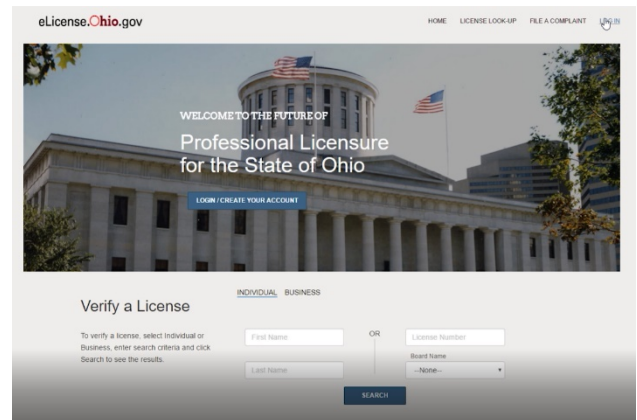 eLicense.Ohio.gov
HOME LICENSE LOOK-UP FILE A COMPLAINT LOG IN
WELCOME TO THE FUTURE OF
Professional Licensure
for the State of Ohio
LOGIN / CREATE YOUR ACCOUNT
INDIVIDUAL BUSINESS
Verify a License
To verify a license, select Individual or
Business, enter search criteria and click
Search to see the results.
First Name
Last Name
OR
License Number
Board Name
--None--
SEARCH